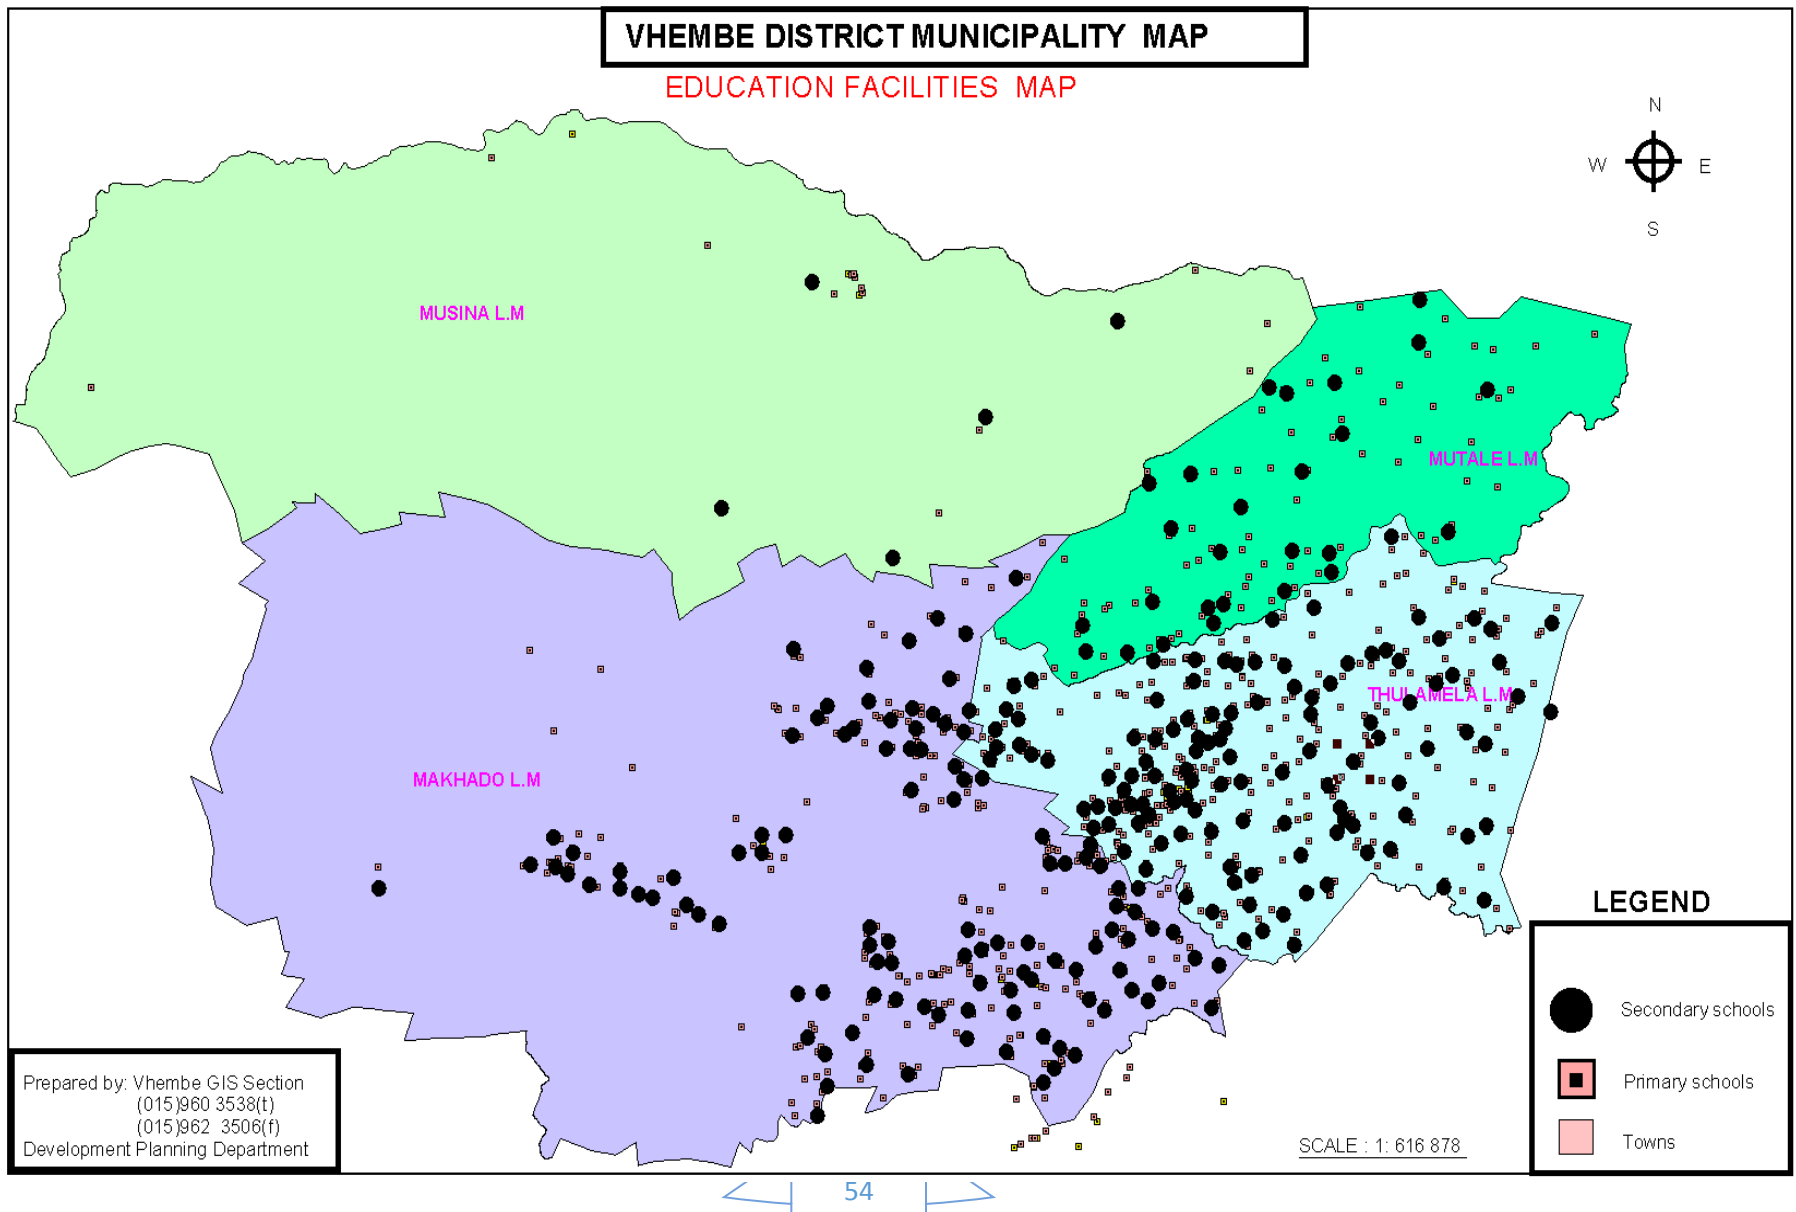 VHEMBE DISTRICT MUNICIPALITY MAP
EDUCATION FACILITIES MAP
N
W E
S
MUSINA L.M
MUTALE L.M
THULAMELA L.M
MAKHADO L.M
LEGEND
Secondary schools
Primary schools
Towns
Prepared by: Vhembe GIS Section
(015)960 3538(t)
(015)962 3506(f)
Development Planning Department
SCALE : 1: 616 878
54